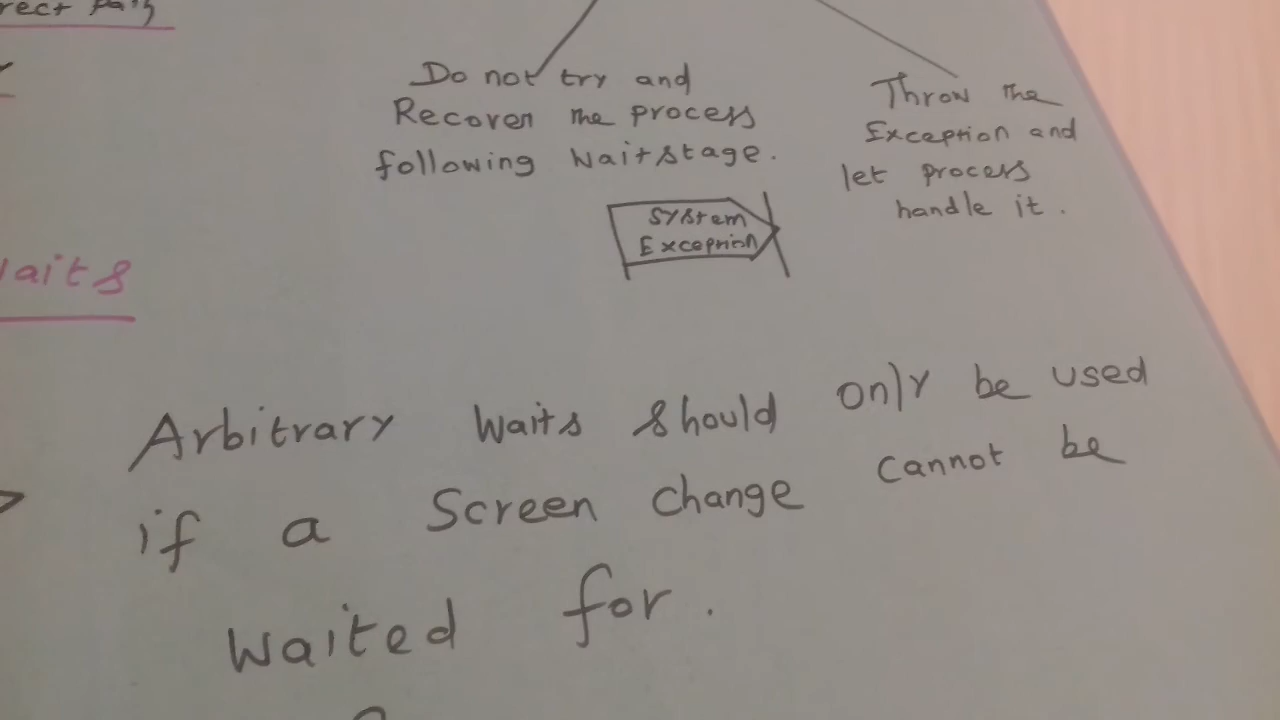 Do not try and
Recover the process
following Waitstage.
Throw the
Exception and
let process
handle it.
System
Exception
Waits
Arbitrary Waits should only be used
if a Screen change cannot be
waited for.